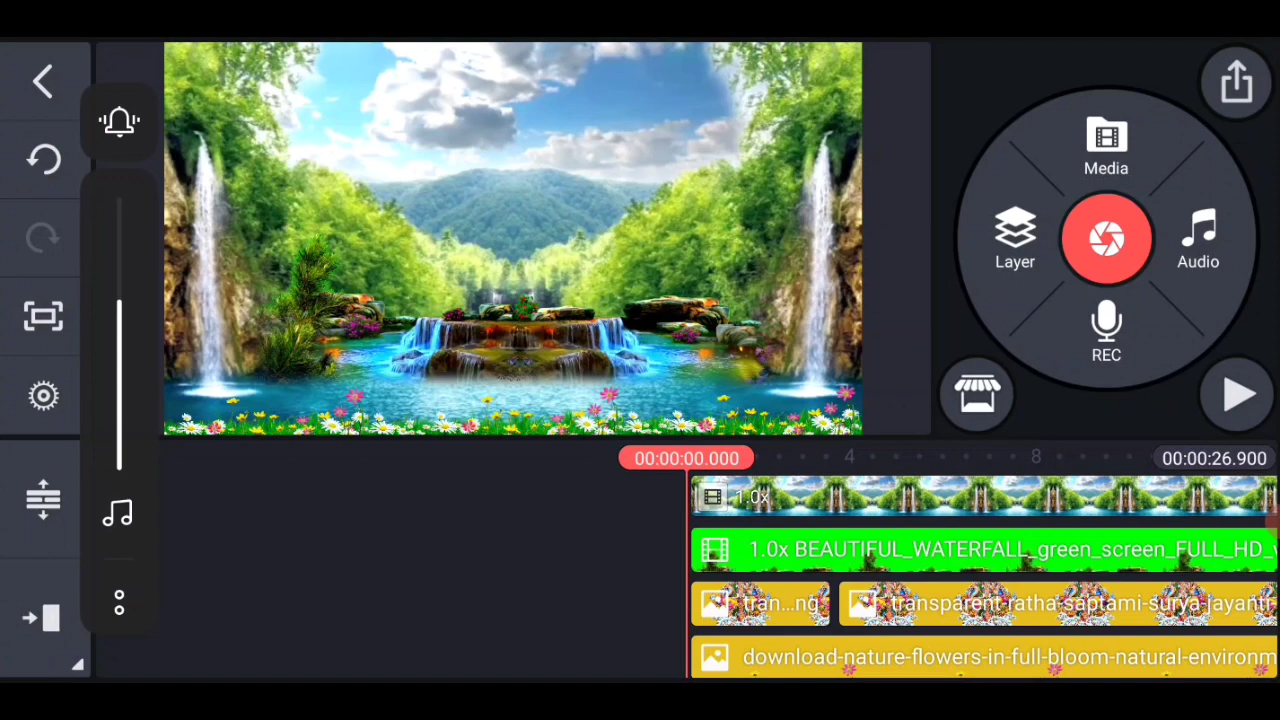 Media
Layer
Audio
REC
00:00:00.000
4
8
00:00:26.900
1.0x
1.0x BEAUTIFUL_WATERFALL_green_screen_FULL_HD_
tran...ng
transparent-ratha-saptami-surya-jayanti
download-nature-flowers-in-full-bloom-natural-environm